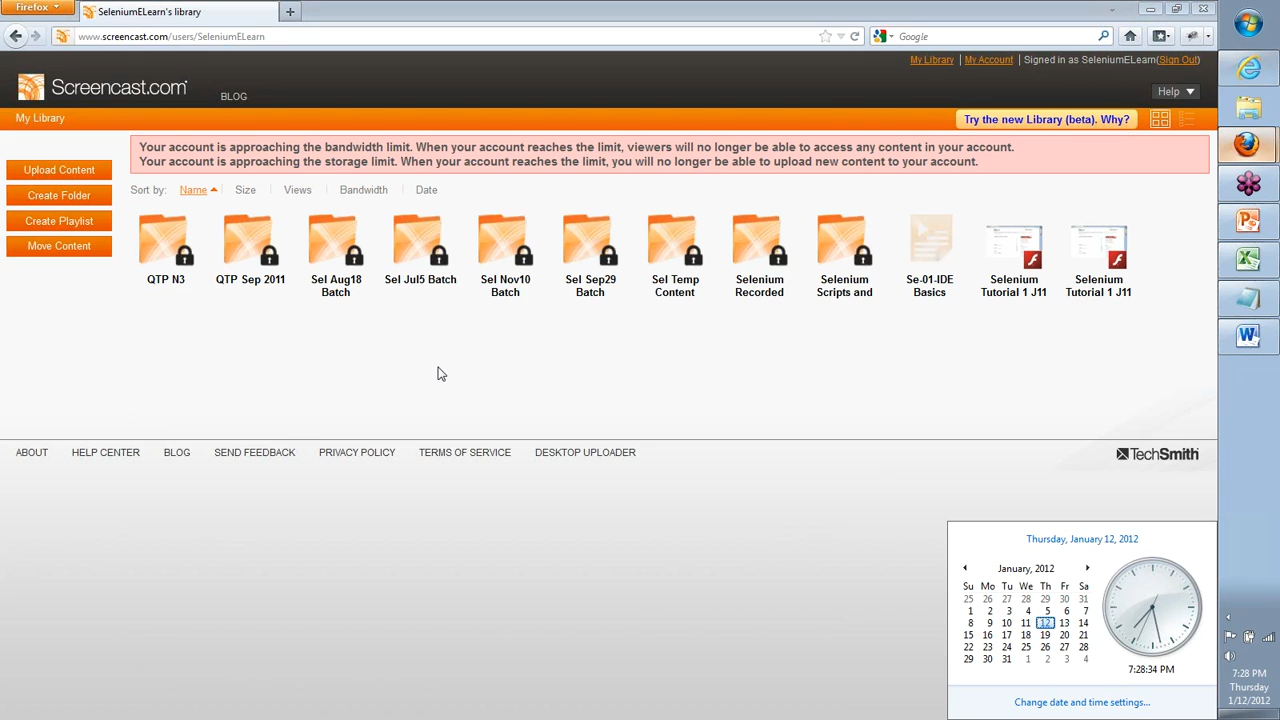 Firefox
SeleniumELearn's library
www.screencast.com/users/SeleniumELearn
Google
My Library | My Account | Signed in as SeleniumELearn(Sign Out)
Screencast.com
BLOG
Help
My Library
Try the new Library (beta). Why?
Your account is approaching the bandwidth limit. When your account reaches the limit, viewers will no longer be able to access any content in your account.
Your account is approaching the storage limit. When your account reaches the limit, you will no longer be able to upload new content to your account.
Upload Content
Create Folder
Create Playlist
Move Content
Sort by: Name Size Views Bandwidth Date
QTP N3
QTP Sep 2011
Sel Aug18
Batch
Sel Jul5 Batch
Sel Nov10
Batch
Sel Sep29
Batch
Sel Temp
Content
Selenium
Recorded
Selenium
Scripts and
Se-01-IDE
Basics
Selenium
Tutorial 1 J11
Selenium
Tutorial 1 J11
ABOUT HELP CENTER BLOG SEND FEEDBACK PRIVACY POLICY TERMS OF SERVICE DESKTOP UPLOADER
TechSmith
Thursday, January 12, 2012
January, 2012
Su Mo Tu We Th Fr Sa
25 26 27 28 29 30 31
1 2 3 4 5 6 7
8 9 10 11 12 13 14
15 16 17 18 19 20 21
22 23 24 25 26 27 28
29 30 31 1 2 3 4
7:28:34 PM
Change date and time settings...
7:28 PM
Thursday
1/12/2012